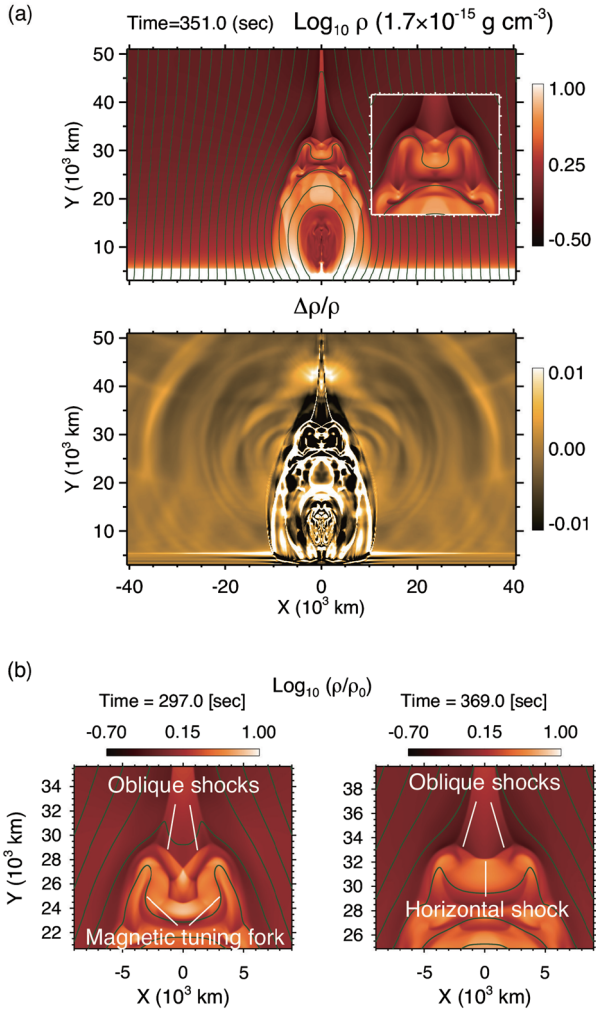 (a)
Time=351.0 (sec) Log₁₀ ρ (1.7×10⁻¹⁵ g cm⁻³)
50
40
30
20
10
Y (10³ km)
1.00
0.25
-0.50
Δρ/ρ
50
40
30
20
10
Y (10³ km)
0.01
0.00
-0.01
-40 -20 0 20 40
X (10³ km)
(b)
Log₁₀ (ρ/ρ₀)
Time = 297.0 [sec]
-0.70 0.15 1.00
34
32
30
28
26
24
22
Y (10³ km)
Oblique shocks
Magnetic tuning fork
-5 0 5
X (10³ km)
Time = 369.0 [sec]
-0.70 0.15 1.00
38
36
34
32
30
28
26
Oblique shocks
Horizontal shock
-5 0 5
X (10³ km)